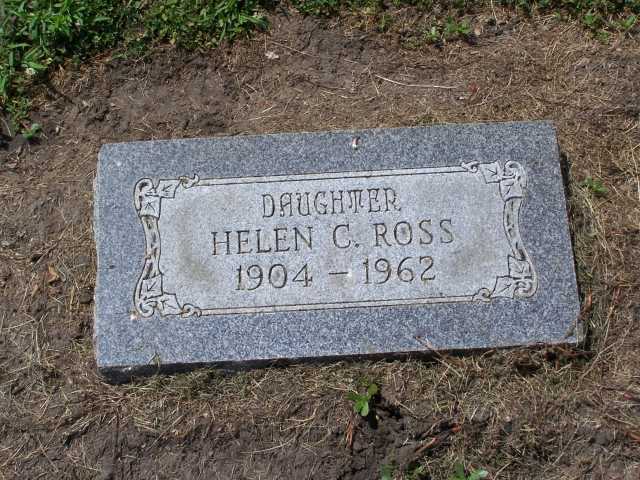 DAUGHTER
HELEN C. ROSS
1904 – 1962